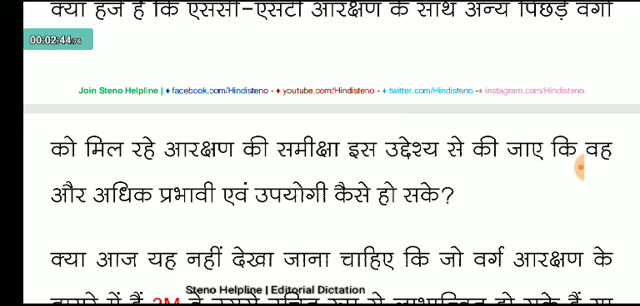 क्या हर्ज है कि एससी-एसटी आरक्षण के साथ अन्य पिछड़े वर्गों
00:02:44
Join Steno Helpline | ♦ facebook.com/Hindisteno - ♦ youtube.com/Hindisteno - ♦ twitter.com/Hindisteno -♦ instagram.com/Hindisteno
को मिल रहे आरक्षण की समीक्षा इस उद्देश्य से की जाए कि वह
और अधिक प्रभावी एवं उपयोगी कैसे हो सके?
क्या आज यह नहीं देखा जाना चाहिए कि जो वर्ग आरक्षण के
Steno Helpline | Editorial Dictation